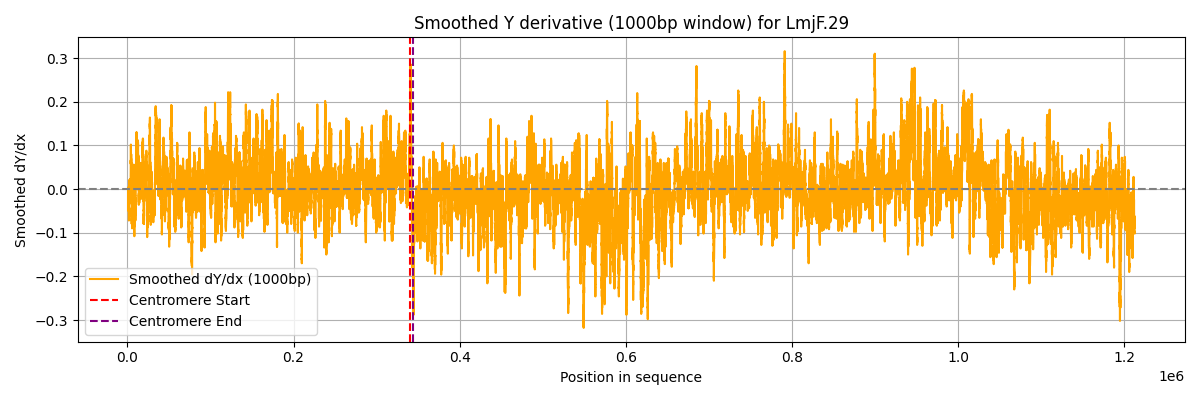 Smoothed Y derivative (1000bp window) for LmjF.29
Smoothed dY/dx
0.3
0.2
0.1
0.0
−0.1
−0.2
−0.3
Smoothed dY/dx (1000bp)
Centromere Start
Centromere End
0.0 0.2 0.4 0.6 0.8 1.0 1.2
1e6
Position in sequence